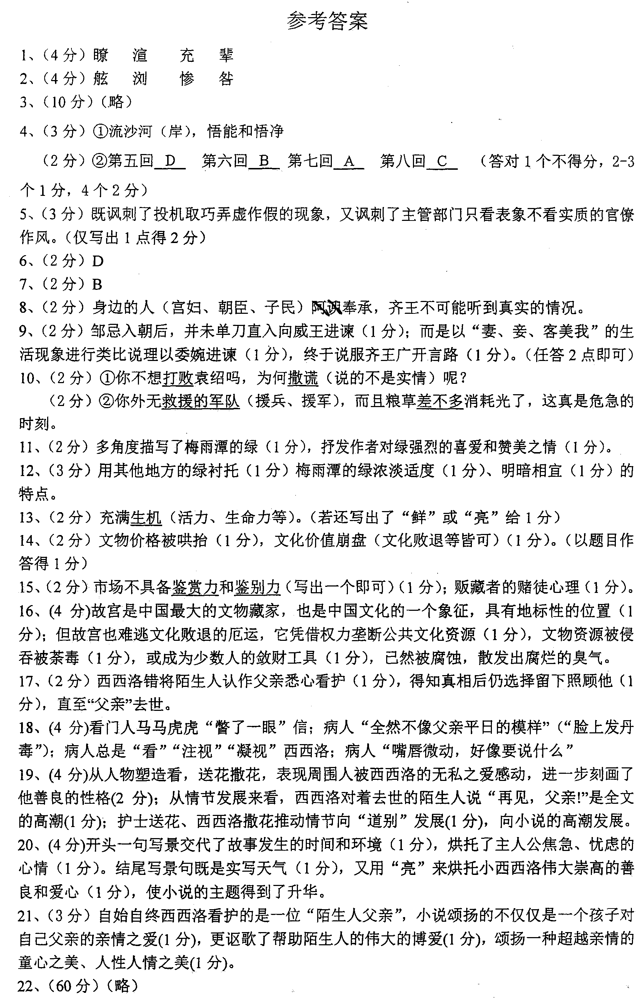 参考答案
1、（4 分）暸 渲 充 辈
2、（4 分）舷 浏 惨 咎
3、（10 分）（略）
4、（3 分）①流沙河（岸），悟能和悟净
（2 分）②第五回 D 第六回 B 第七回 A 第八回 C （答对 1 个不得分，2-3
个 1 分，4 个 2 分）
5、（3 分）既讽刺了投机取巧弄虚作假的现象，又讽刺了主管部门只看表象不看实质的官僚
作风。（仅写出 1 点得 2 分）
6、（2 分）D
7、（2 分）B
8、（2 分）身边的人（宫妇、朝臣、子民）阿谀奉承，齐王不可能听到真实的情况。
9、（2 分）邹忌入朝后，并未单刀直入向威王进谏（1 分）；而是以“妻、妾、客美我”的生
活现象进行类比说理以委婉进谏（1 分），终于说服齐王广开言路（1 分）。（任答 2 点即可）
10、（2 分）①你不想打败袁绍吗，为何撒谎（说的不是实情）呢？
（2 分）②你外无救援的军队（援兵、援军），而且粮草差不多消耗光了，这真是危急的
时刻。
11、（2 分）多角度描写了梅雨潭的绿（1 分），抒发作者对绿强烈的喜爱和赞美之情（1 分）。
12、（3 分）用其他地方的绿衬托（1 分）梅雨潭的绿浓淡适度（1 分）、明暗相宜（1 分）的
特点。
13、（2 分）充满生机（活力、生命力等）。（若还写出了“鲜”或“亮”给 1 分）
14、（2 分）文物价格被哄抬（1 分），文化价值崩盘（文化败退等皆可）（1 分）。（以题目作
答得 1 分）
15、（2 分）市场不具备鉴赏力和鉴别力（写出一个即可）（1 分）；贩藏者的赌徒心理（1 分）。
16、(4 分)故宫是中国最大的文物藏家，也是中国文化的一个象征，具有地标性的位置（1
分）；但故宫也难逃文化败退的厄运，它凭借权力垄断公共文化资源（1 分），文物资源被侵
吞被荼毒（1 分），或成为少数人的敛财工具（1 分），已然被腐蚀，散发出腐烂的臭气。
17、（2 分）西西洛错将陌生人认作父亲悉心看护（1 分），得知真相后仍选择留下照顾他（1
分），直至“父亲”去世。
18、(4 分)看门人马马虎虎“瞥了一眼”信；病人“全然不像父亲平日的模样”（“脸上发丹
毒”）；病人总是“看”“注视”“凝视”西西洛；病人“嘴唇微动，好像要说什么”
19、(4 分)从人物塑造看，送花撒花，表现周围人被西西洛的无私之爱感动，进一步刻画了
他善良的性格(2 分)；从情节发展来看，西西洛对着去世的陌生人说“再见，父亲!”是全文
的高潮(1 分)；护士送花、西西洛撒花推动情节向“道别”发展(1 分)，向小说的高潮发展。
20、(4 分)开头一句写景交代了故事发生的时间和环境（1 分），烘托了主人公焦急、忧虑的
心情（1 分）。结尾写景句既是实写天气（1 分），又用“亮”来烘托小西西洛伟大崇高的善
良和爱心（1 分），使小说的主题得到了升华。
21、（3 分）自始自终西西洛看护的是一位“陌生人父亲”，小说颂扬的不仅仅是一个孩子对
自己父亲的亲情之爱(1 分)，更讴歌了帮助陌生人的伟大的博爱(1 分)，颂扬一种超越亲情的
童心之美、人性人情之美(1 分)。
22、（60 分）（略）